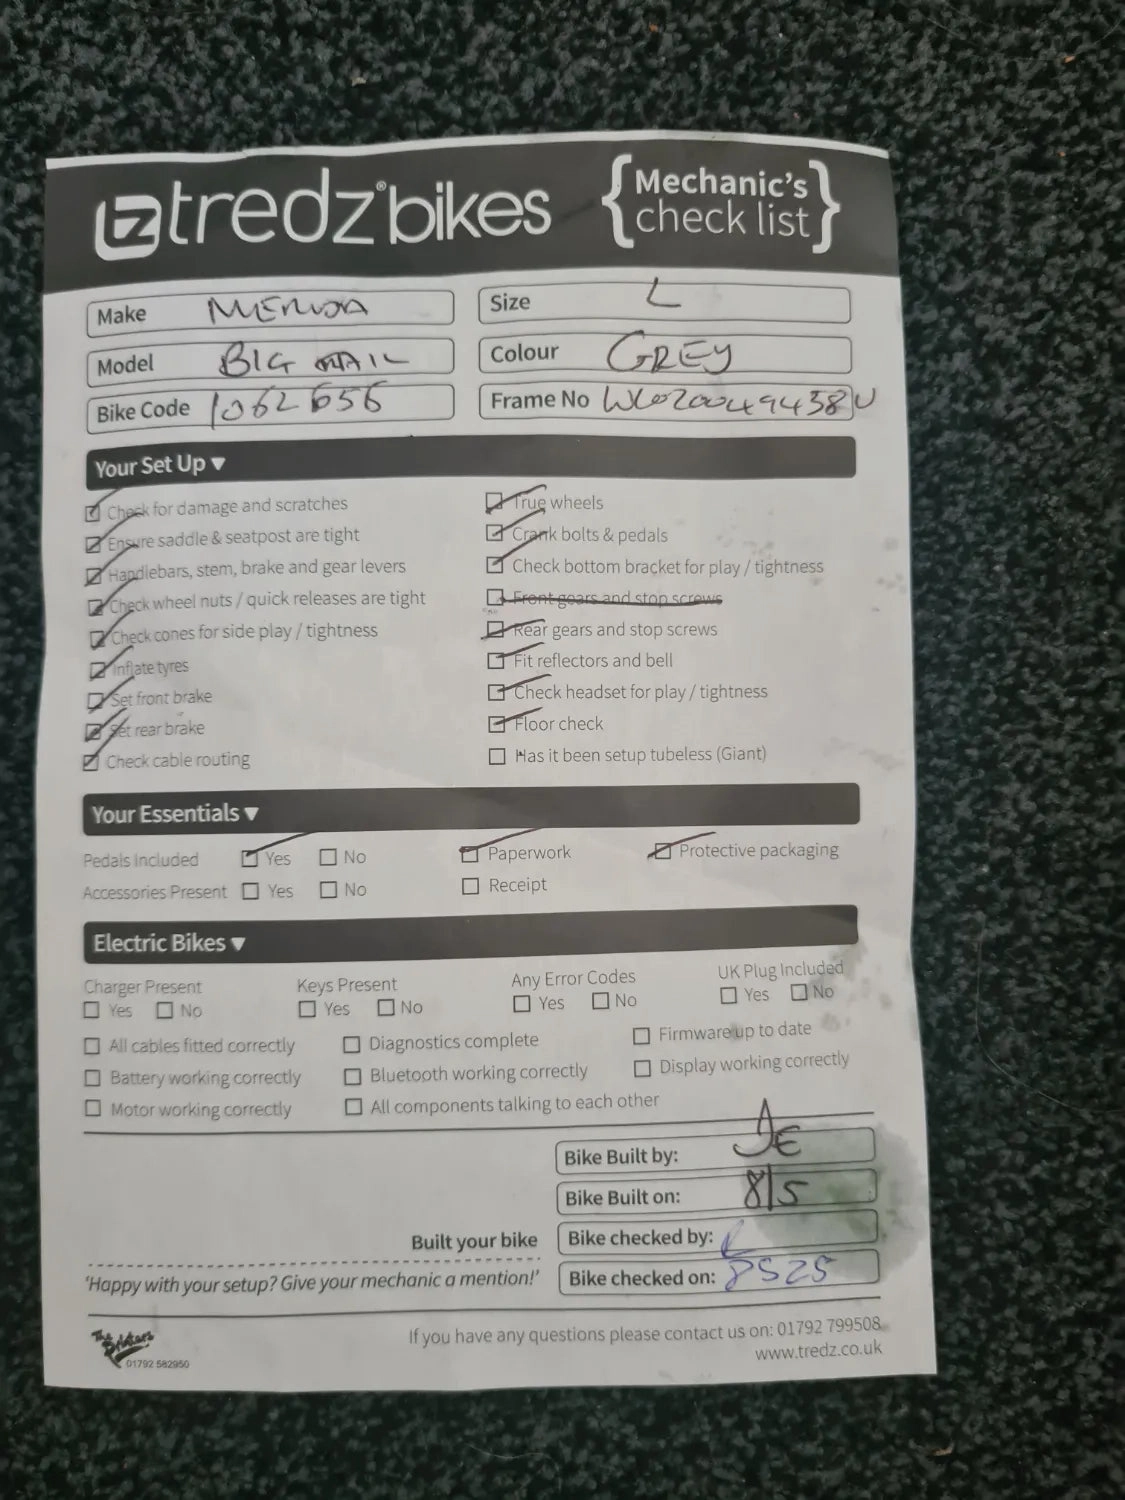 tredz® bikes
{Mechanic's check list}
Make MERIDA
Size L
Model BIG TRAIL
Colour GREY
Bike Code 1062656
Frame No
Your Set Up ▼
Check for damage and scratches
True wheels
Ensure saddle & seatpost are tight
Crank bolts & pedals
Handlebars, stem, brake and gear levers
Check bottom bracket for play / tightness
Check wheel nuts / quick releases are tight
Front gears and stop screws
Check cones for side play / tightness
Rear gears and stop screws
Inflate tyres
Fit reflectors and bell
Set front brake
Check headset for play / tightness
Set rear brake
Floor check
Check cable routing
Has it been setup tubeless (Giant)
Your Essentials ▼
Pedals Included Yes No Paperwork Protective packaging
Accessories Present Yes No Receipt
Electric Bikes ▼
Charger Present Keys Present Any Error Codes UK Plug Included
Yes No Yes No Yes No Yes No
All cables fitted correctly Diagnostics complete Firmware up to date
Battery working correctly Bluetooth working correctly Display working correctly
Motor working correctly All components talking to each other
Bike Built by: JE
Bike Built on: 8/5
Built your bike Bike checked by:
'Happy with your setup? Give your mechanic a mention!' Bike checked on: 8525
The Printers
01792 582950
If you have any questions please contact us on: 01792 799508
www.tredz.co.uk